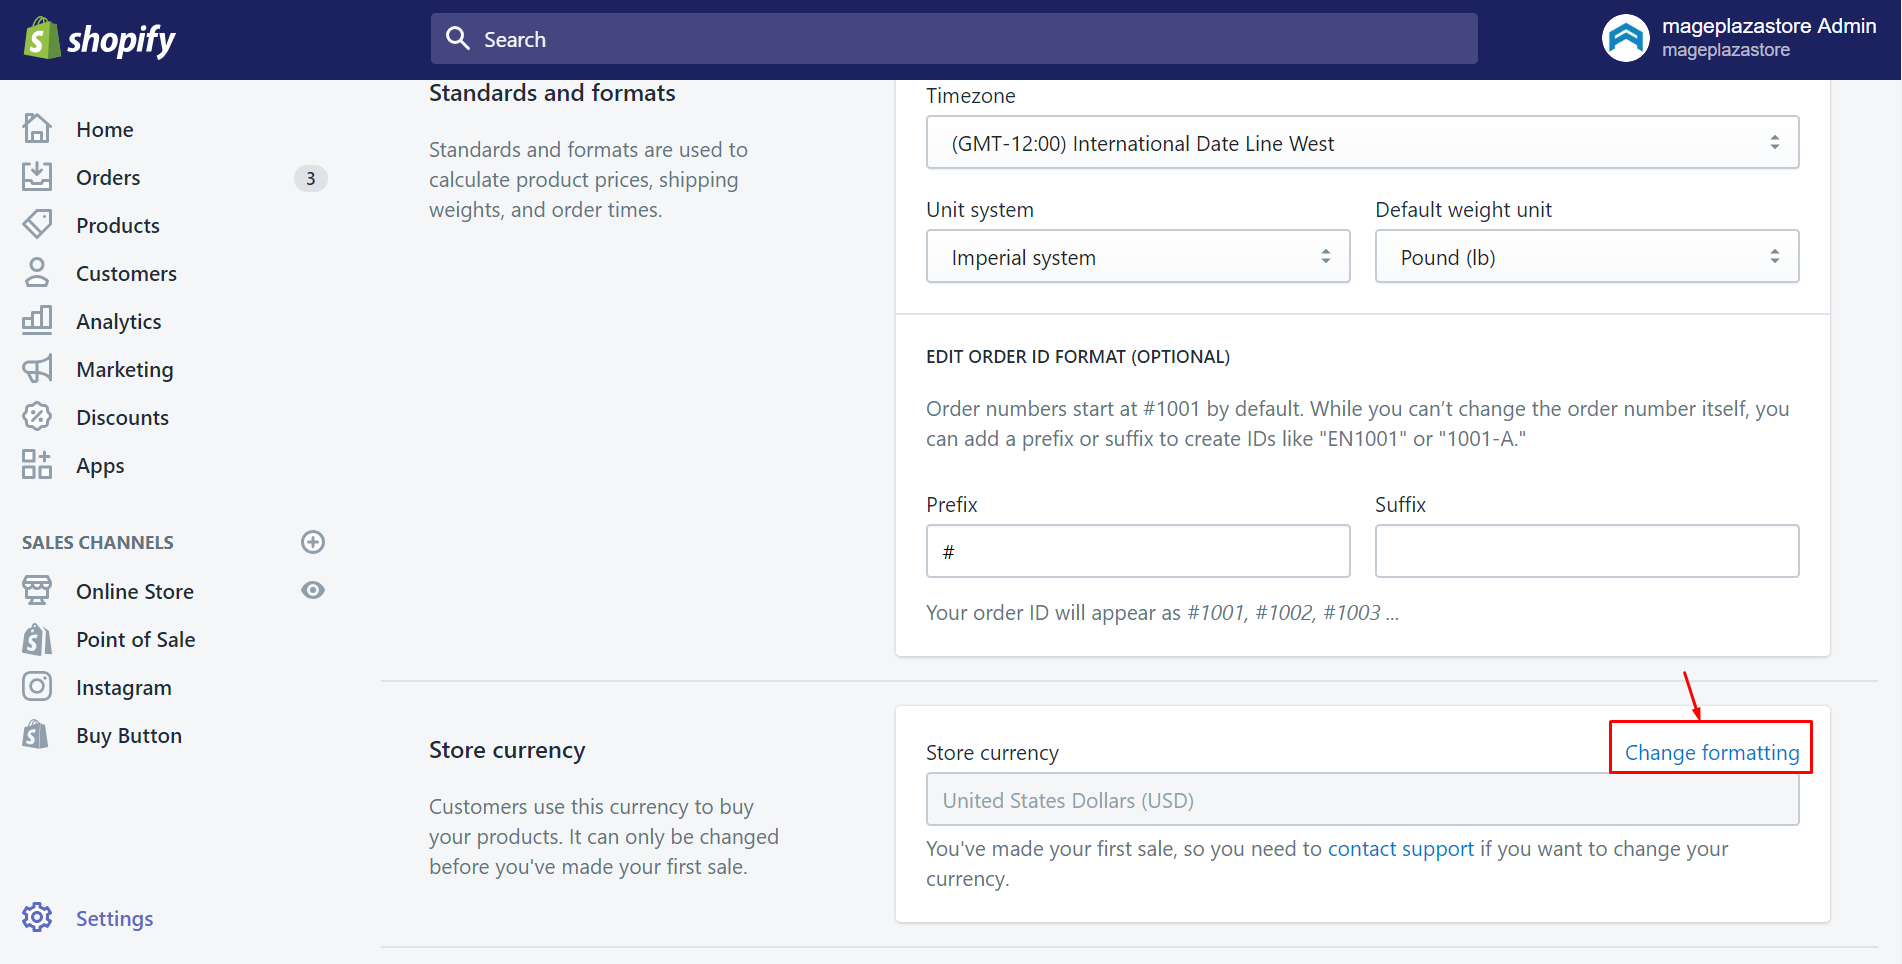 shopify
Search
mageplazastore Admin
mageplazastore
Home
Orders
3
Products
Customers
Analytics
Marketing
Discounts
Apps
SALES CHANNELS
Online Store
Point of Sale
Instagram
Buy Button
Settings
Standards and formats
Standards and formats are used to
calculate product prices, shipping
weights, and order times.
Timezone
(GMT-12:00) International Date Line West
Unit system
Default weight unit
Imperial system
Pound (lb)
EDIT ORDER ID FORMAT (OPTIONAL)
Order numbers start at #1001 by default. While you can’t change the order number itself, you
can add a prefix or suffix to create IDs like "EN1001" or "1001-A."
Prefix
Suffix
#
Your order ID will appear as #1001, #1002, #1003 ...
Store currency
Customers use this currency to buy
your products. It can only be changed
before you've made your first sale.
Store currency
Change formatting
United States Dollars (USD)
You've made your first sale, so you need to contact support if you want to change your
currency.